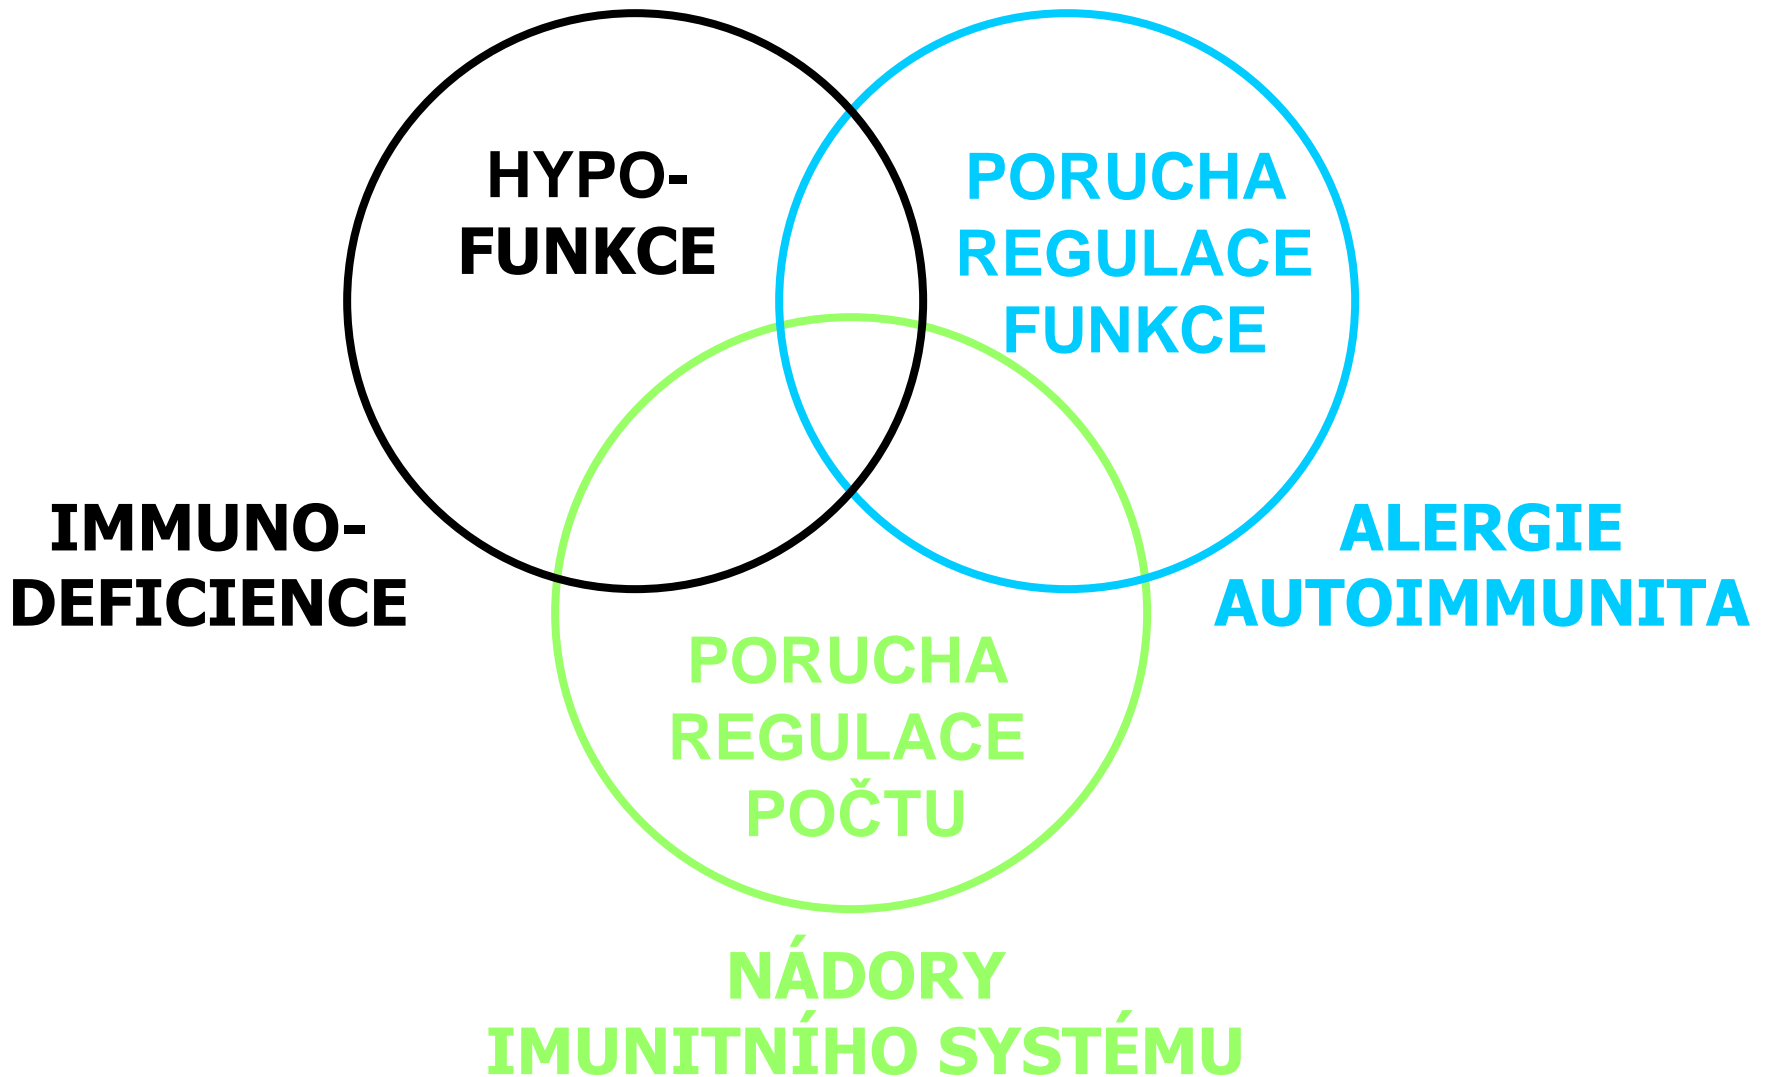 HYPO-
FUNKCE
PORUCHA
REGULACE
FUNKCE
IMMUNO-
DEFICIENCE
ALERGIE
AUTOIMMUNITA
PORUCHA
REGULACE
POČTU
NÁDORY
IMUNITNÍHO SYSTÉMU